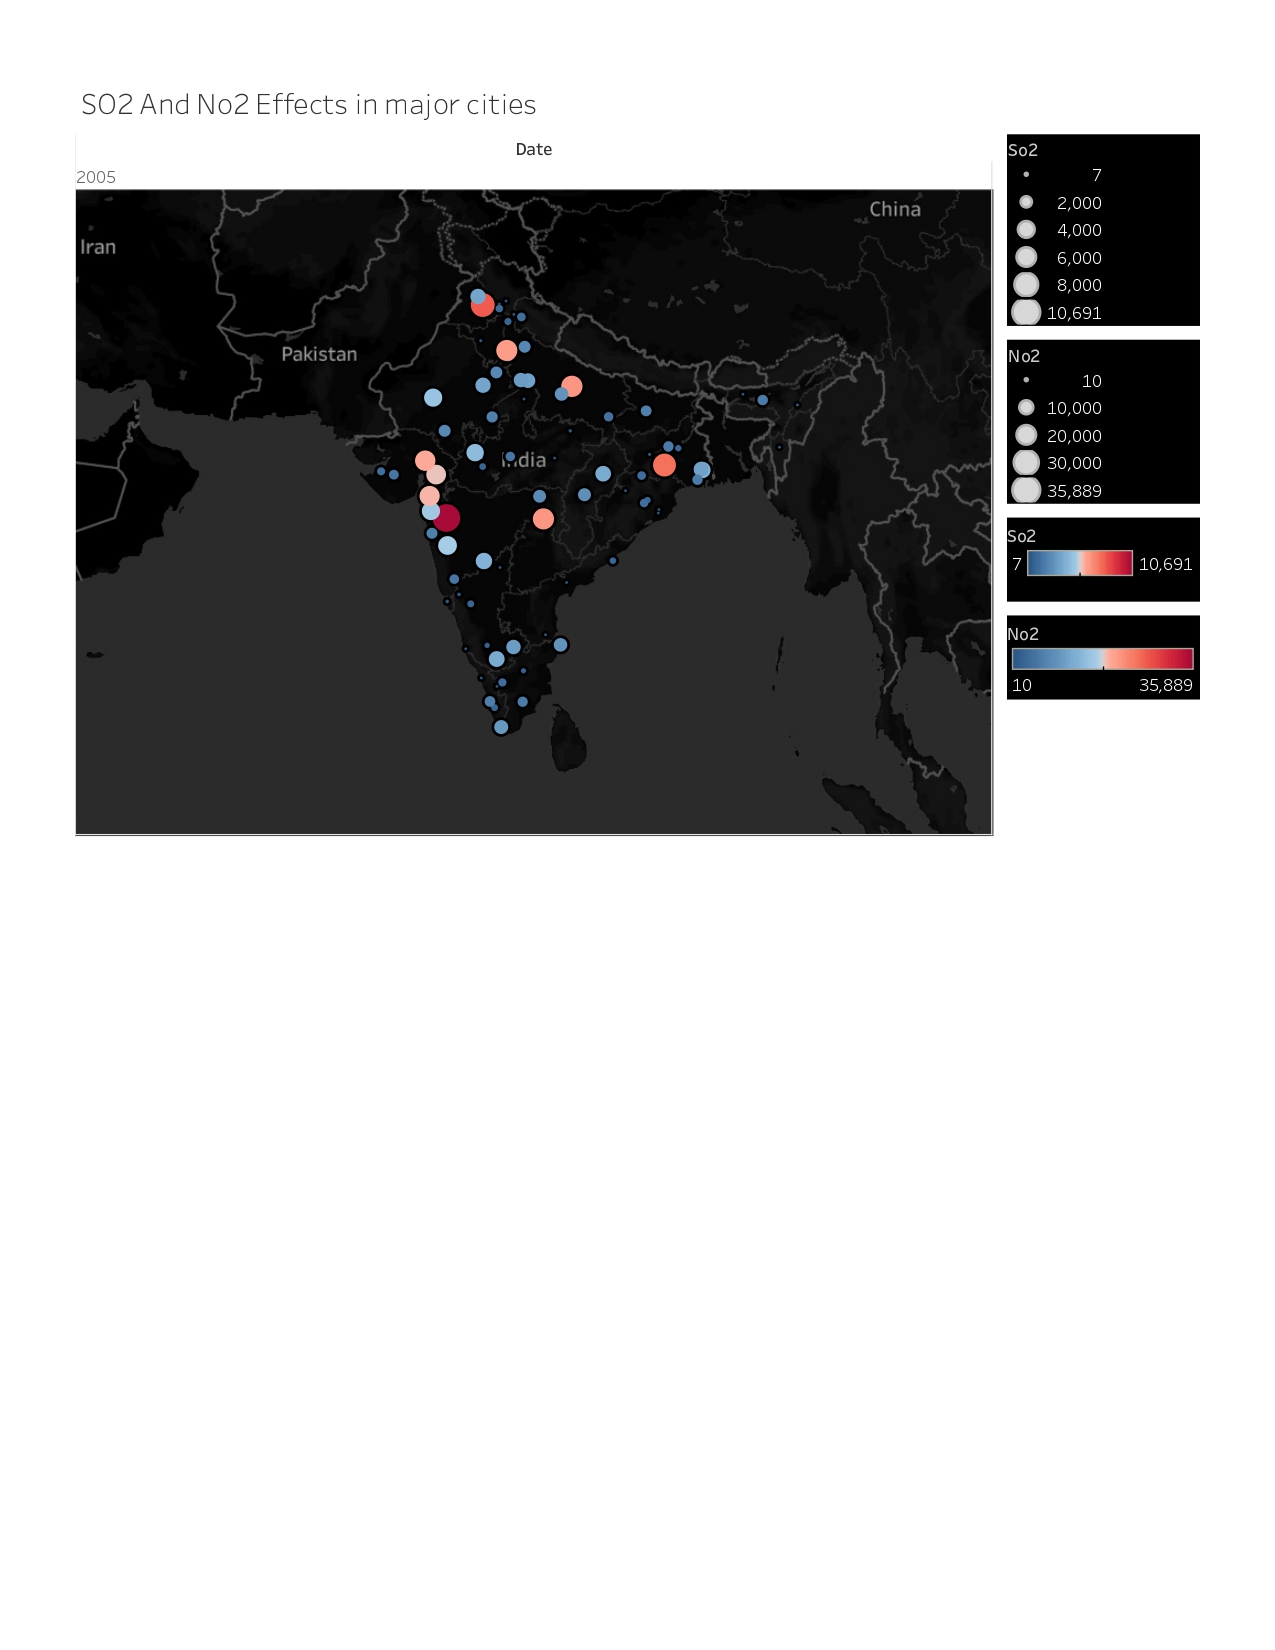 SO2 And No2 Effects in major cities
Date
2005
China
Iran
Pakistan
India
So2
7
2,000
4,000
6,000
8,000
10,691
No2
10
10,000
20,000
30,000
35,889
So2
7 10,691
No2
10 35,889